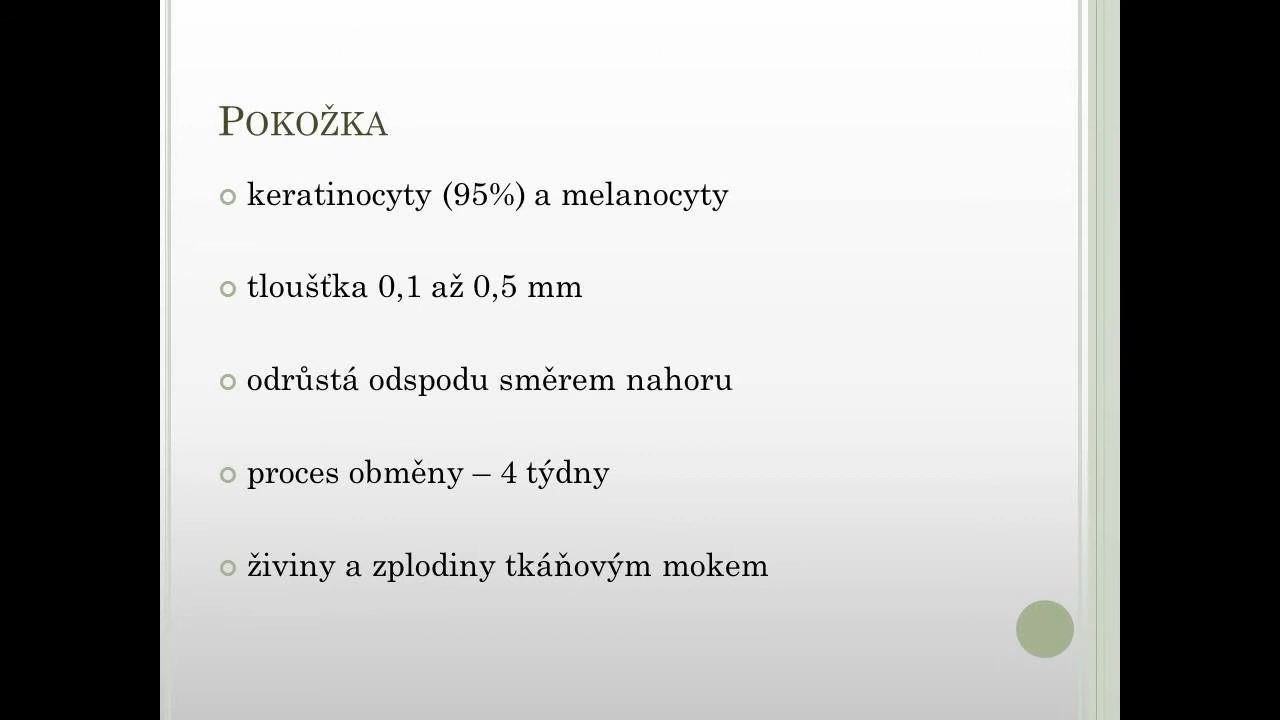 Pokožka
keratinocyty (95%) a melanocyty
tloušťka 0,1 až 0,5 mm
odrůstá odspodu směrem nahoru
proces obměny – 4 týdny
živiny a zplodiny tkáňovým mokem